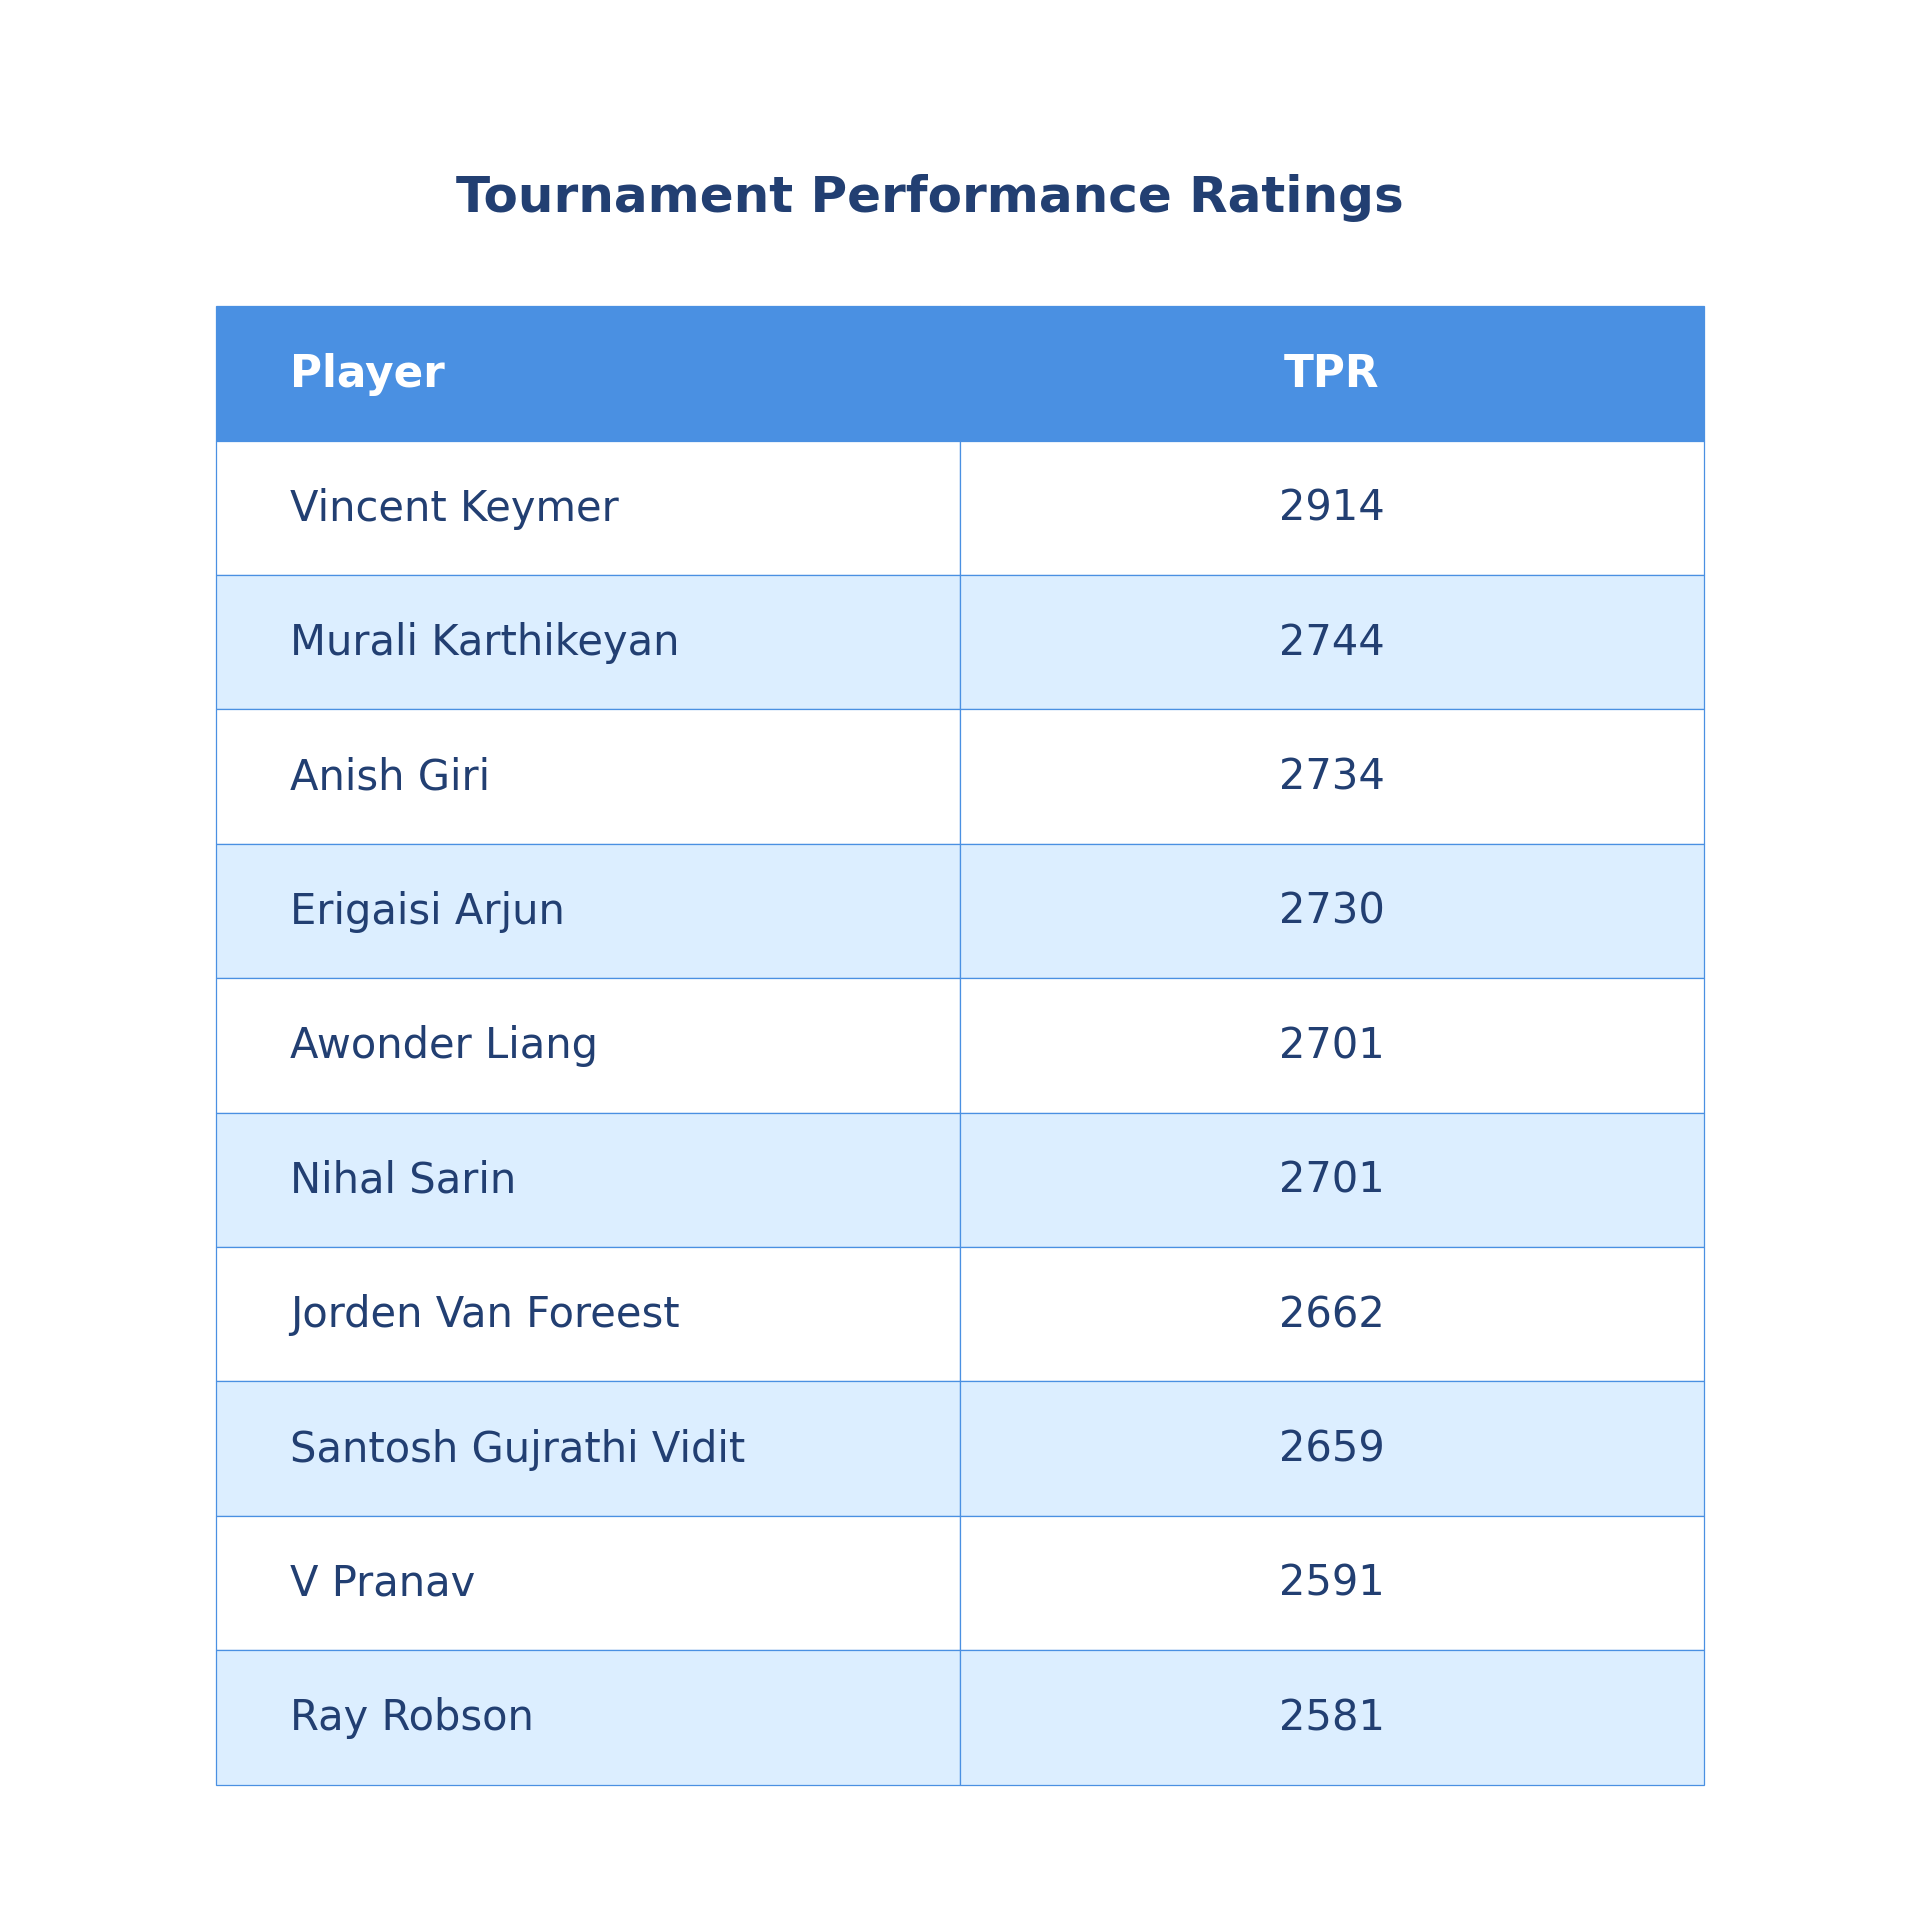 Tournament Performance Ratings
Player TPR
Vincent Keymer 2914
Murali Karthikeyan 2744
Anish Giri 2734
Erigaisi Arjun 2730
Awonder Liang 2701
Nihal Sarin 2701
Jorden Van Foreest 2662
Santosh Gujrathi Vidit 2659
V Pranav 2591
Ray Robson 2581